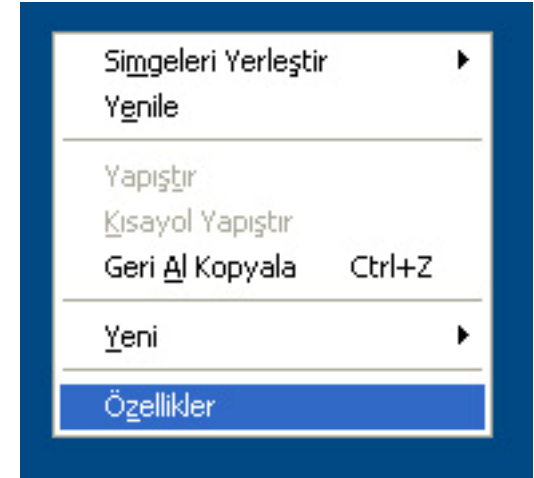 Simgeleri Yerleştir
Yenile
Yapıştır
Kısayol Yapıştır
Geri Al Kopyala Ctrl+Z
Yeni
Özellikler